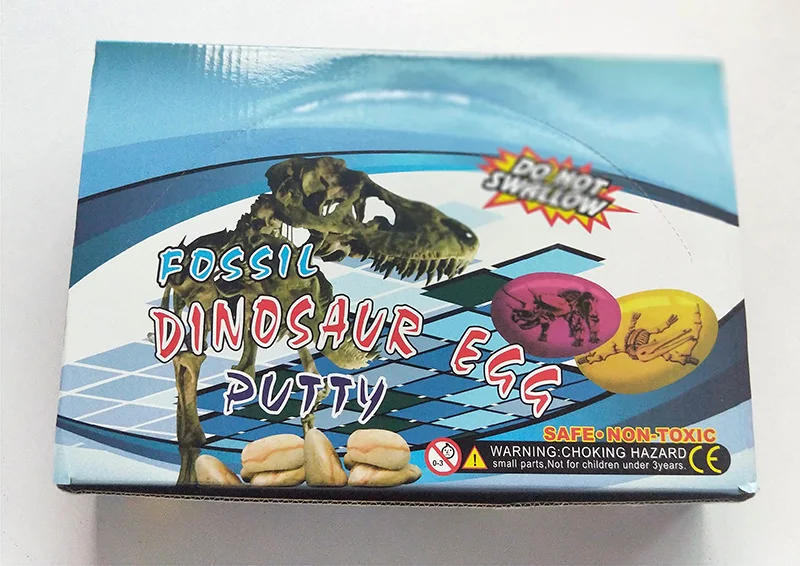 DO NOT
SWALLOW
FOSSIL
DINOSAUR EGG
PUTTY
SAFE•NON-TOXIC
0-3
WARNING:CHOKING HAZARD
small parts,Not for children under 3years.
CE